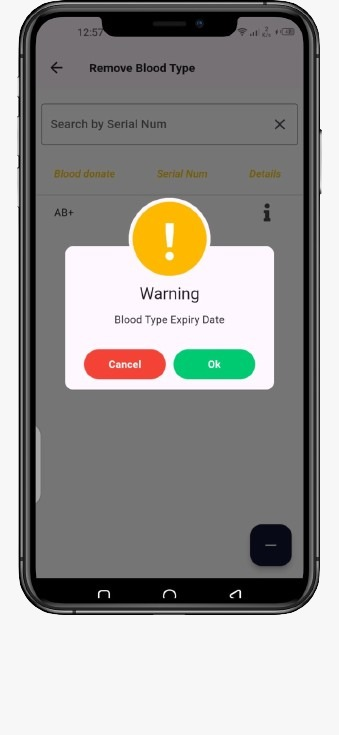 12:57
Remove Blood Type
Search by Serial Num
Blood donate Serial Num Details
AB+
Warning
Blood Type Expiry Date
Cancel Ok